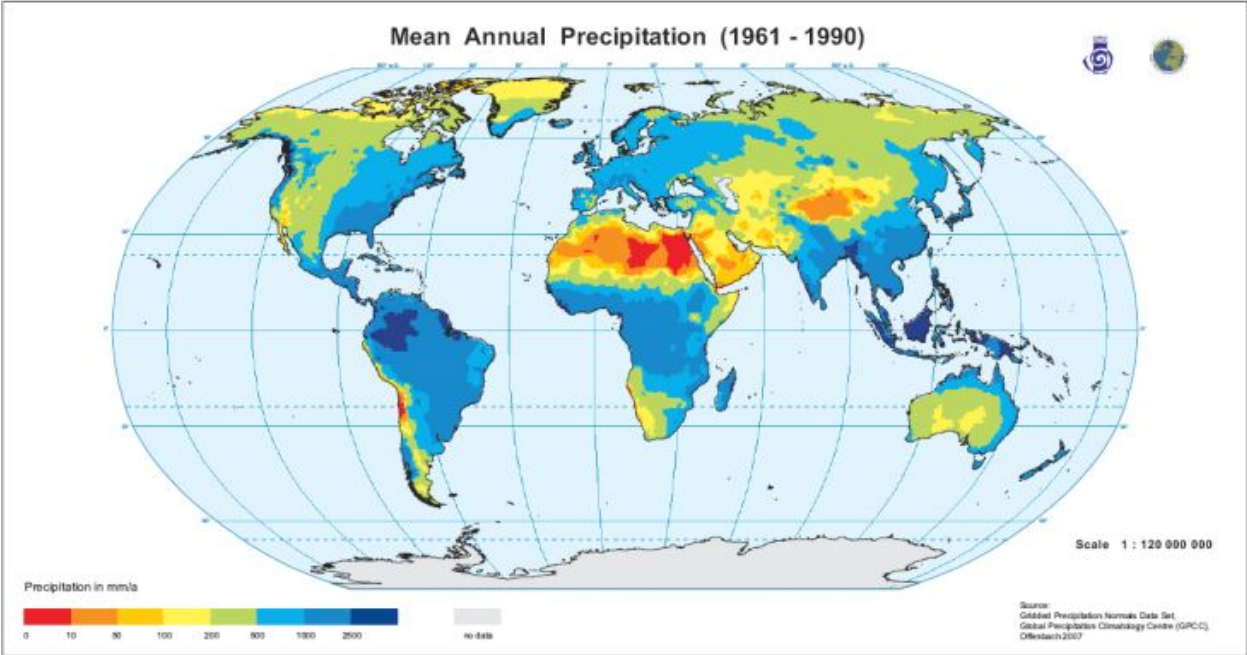 Mean Annual Precipitation (1961 - 1990)
Scale 1 : 120 000 000
Precipitation in mm/a
0 10 50 100 200 500 1000 2500
no data
Source:
Gridded Precipitation Normals Data Set,
Global Precipitation Climatology Centre (GPCC),
Offenbach 2007